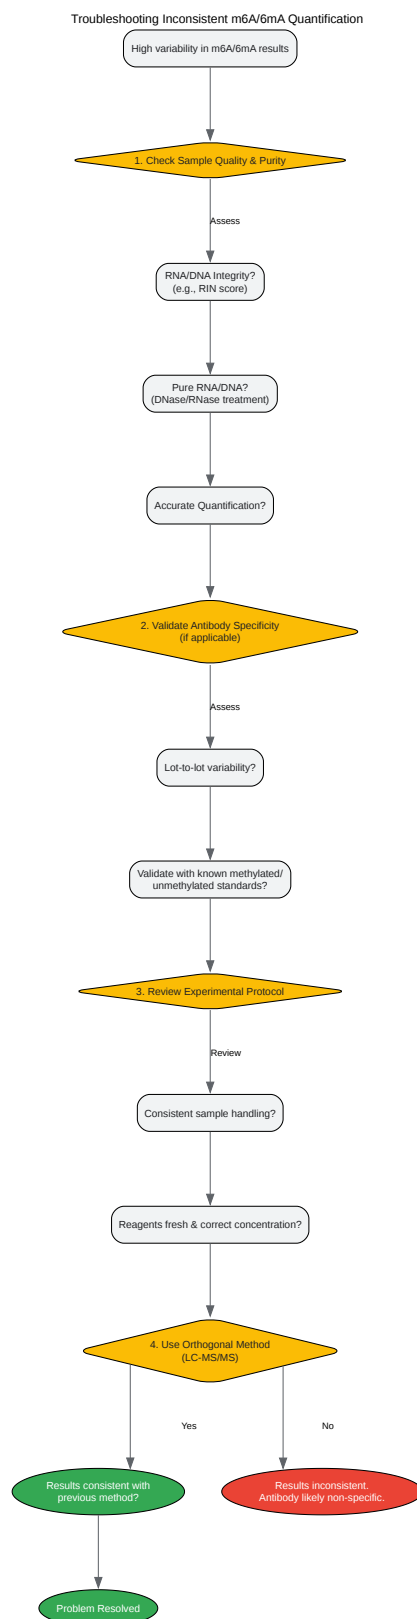 Troubleshooting Inconsistent m6A/6mA Quantification
High variability in m6A/6mA results
1. Check Sample Quality & Purity
Assess
RNA/DNA Integrity?
(e.g., RIN score)
Pure RNA/DNA?
(DNase/RNase treatment)
Accurate Quantification?
2. Validate Antibody Specificity
(if applicable)
Assess
Lot-to-lot variability?
Validate with known methylated/
unmethylated standards?
3. Review Experimental Protocol
Review
Consistent sample handling?
Reagents fresh & correct concentration?
4. Use Orthogonal Method
(LC-MS/MS)
Yes
No
Results consistent with
previous method?
Results inconsistent.
Antibody likely non-specific.
Problem Resolved